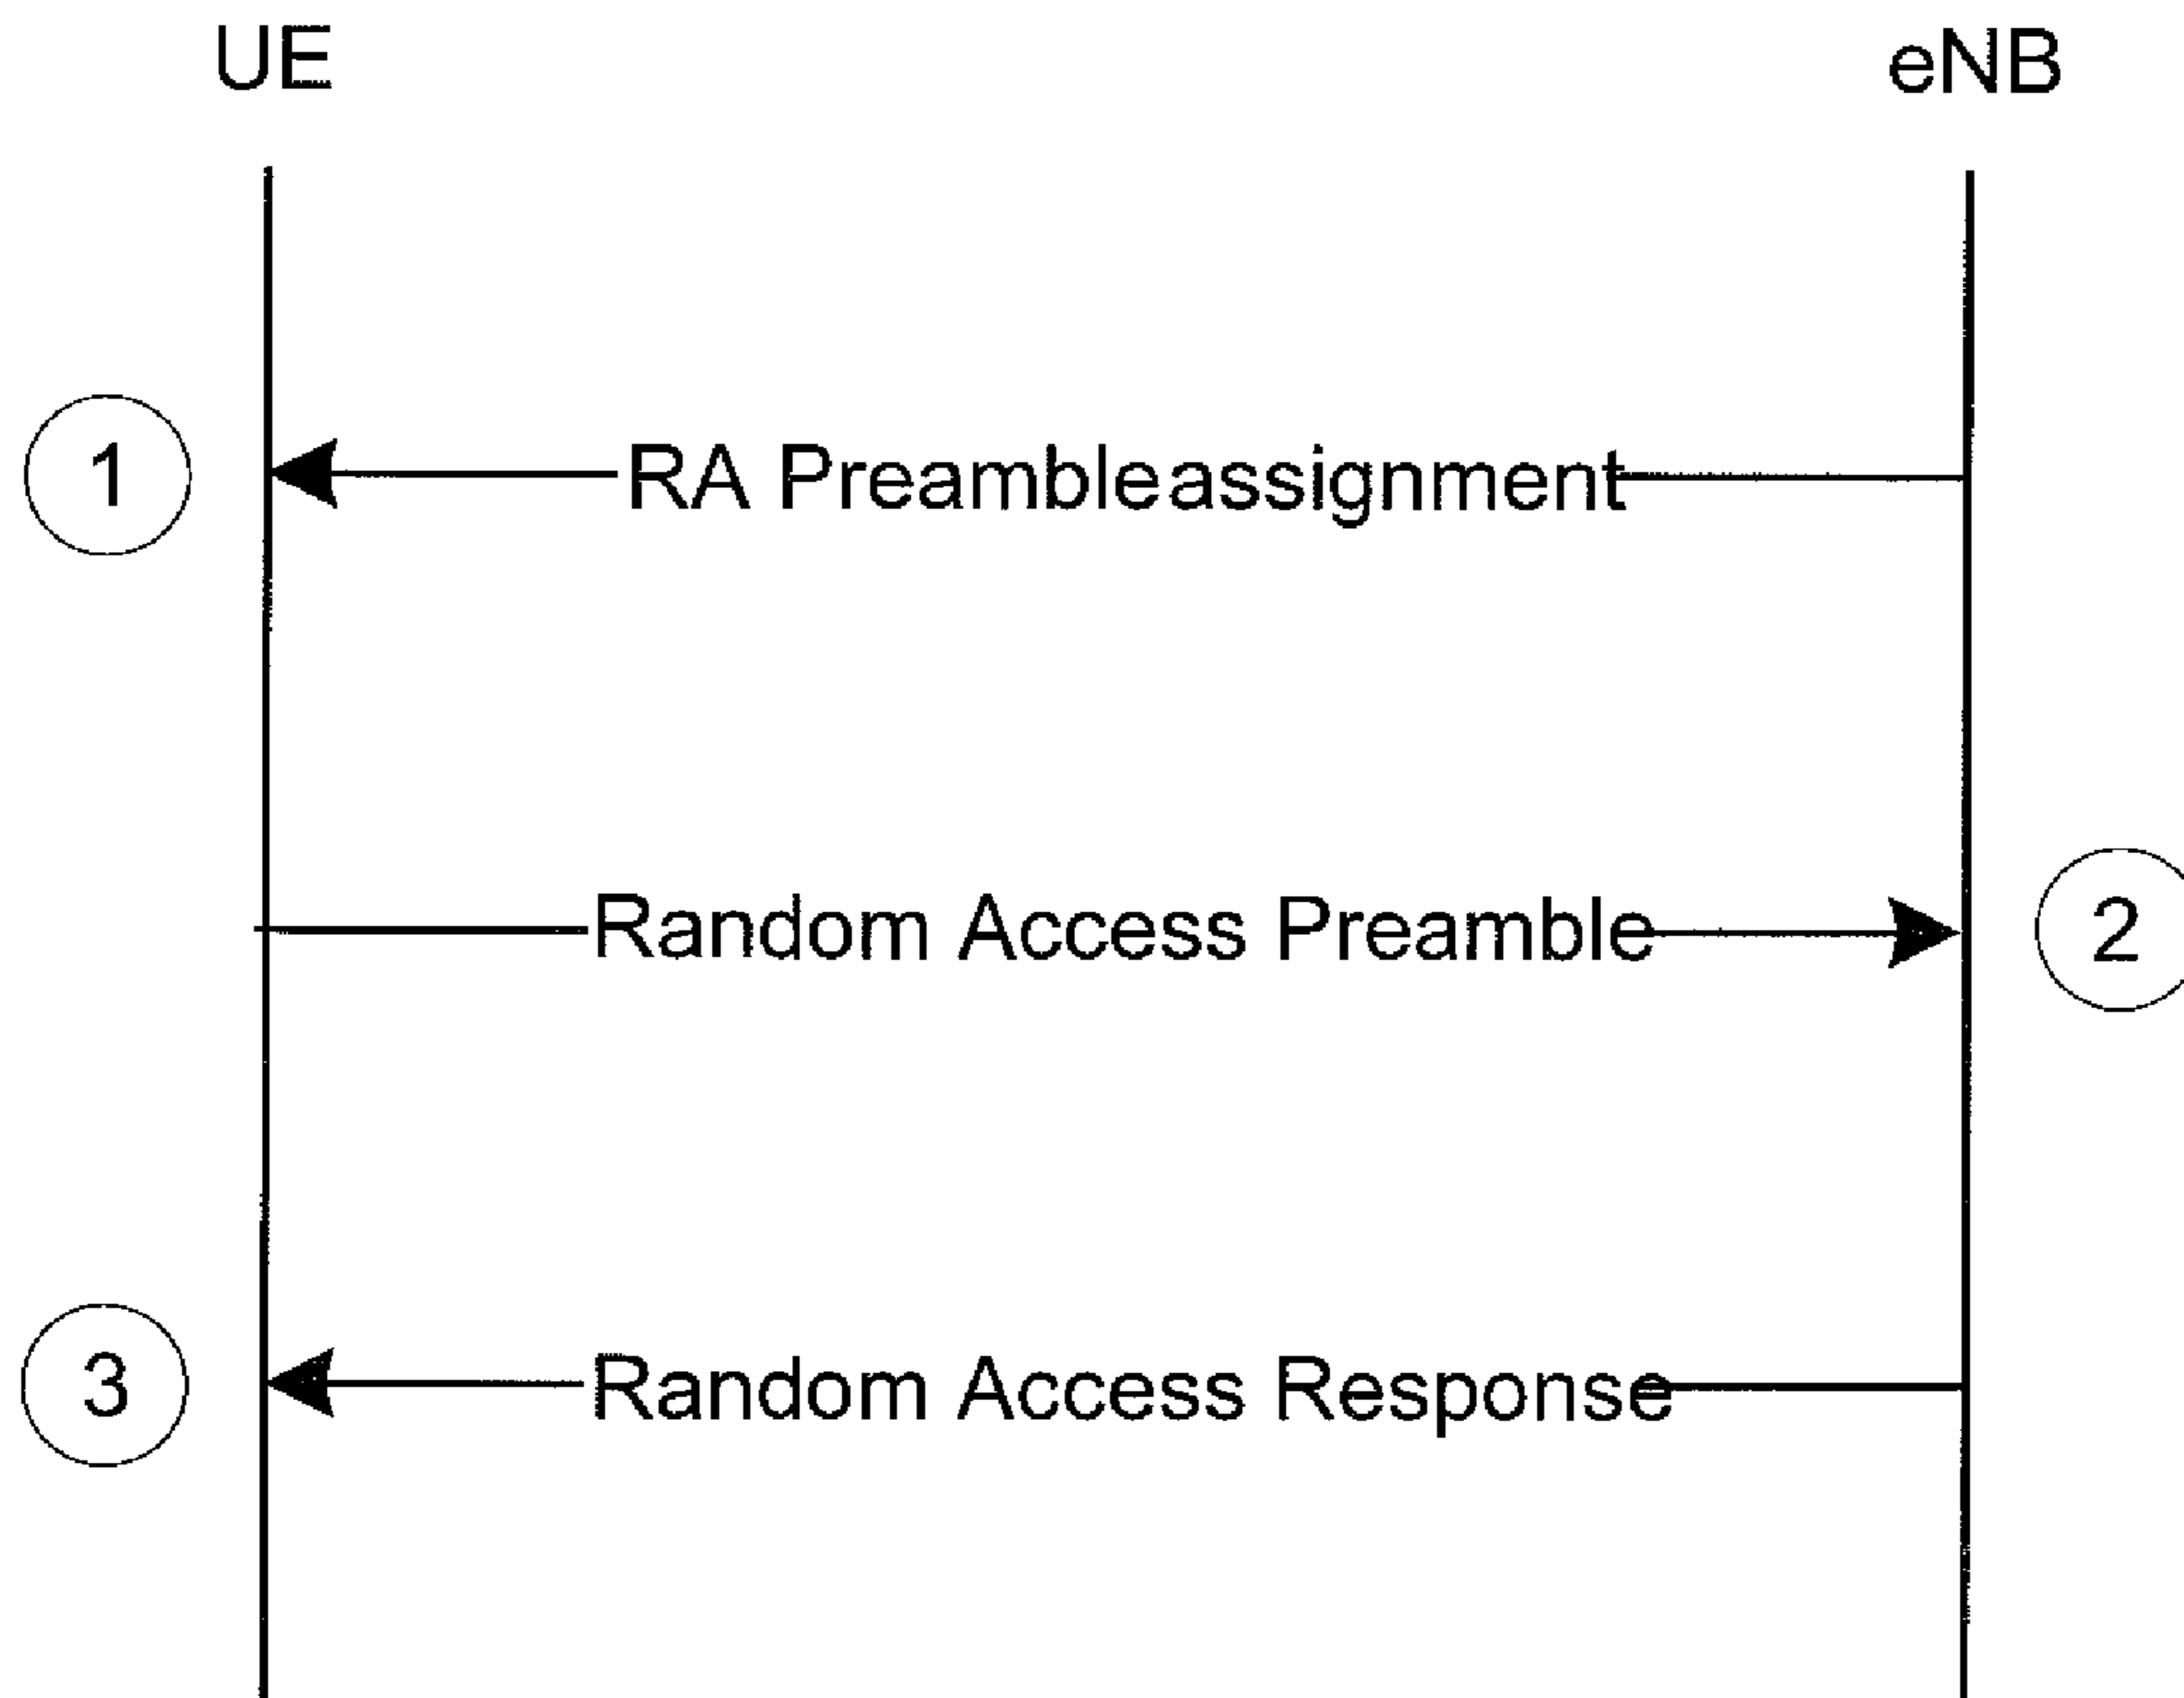 UE eNB
1 RA Preambleassignment
Random Access Preamble 2
3 Random Access Response